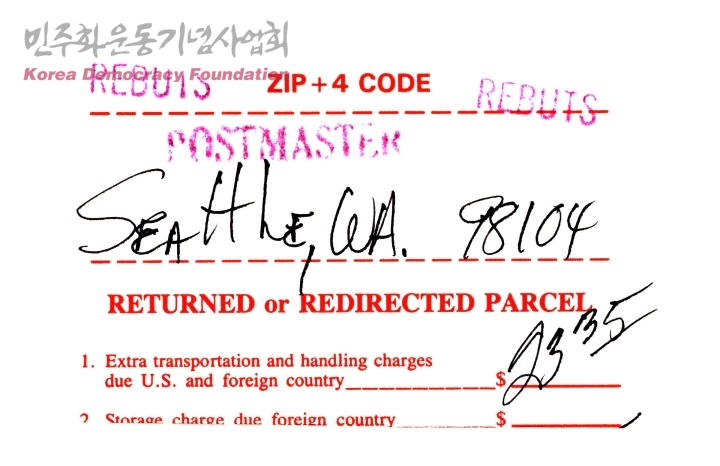 민주화운동기념사업회
Korea Democracy Foundation
REBUTS ZIP+4 CODE REBUTS
POSTMASTER
SEAttlE, WA. 98104
RETURNED or REDIRECTED PARCEL
1. Extra transportation and handling charges
due U.S. and foreign country $ 23 35
2. Storage charge due foreign country $